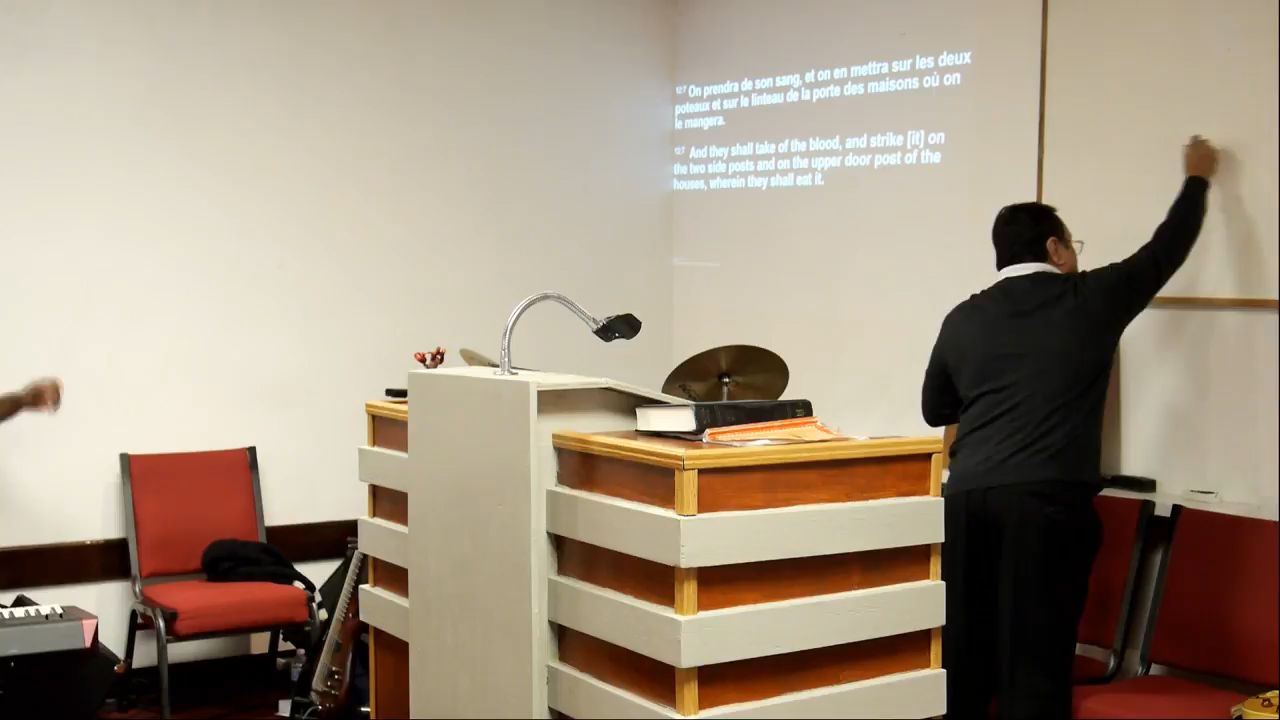 12:7 On prendra de son sang, et on en mettra sur les deux
poteaux et sur le linteau de la porte des maisons où on
le mangera.
12:7 And they shall take of the blood, and strike [it] on
the two side posts and on the upper door post of the
houses, wherein they shall eat it.